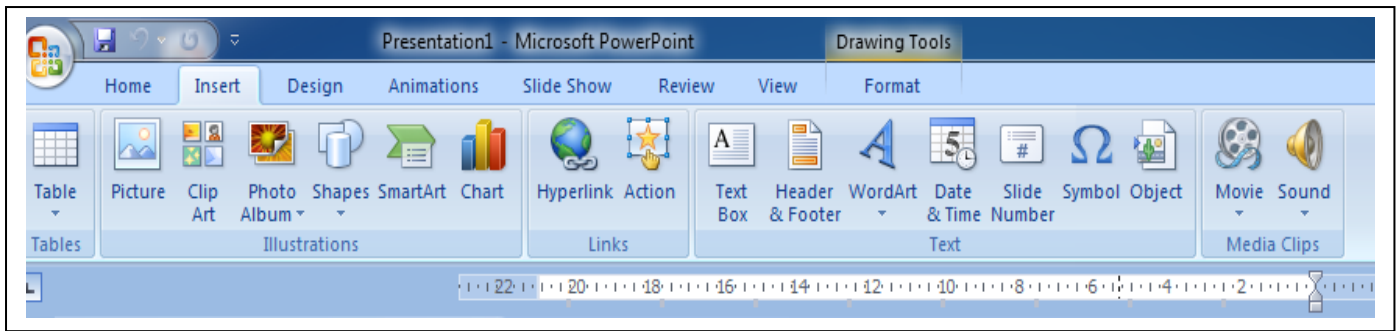 Presentation1 - Microsoft PowerPoint Drawing Tools
Home Insert Design Animations Slide Show Review View Format
A 5 # Ω
Table Picture Clip Photo Shapes SmartArt Chart Hyperlink Action Text Header WordArt Date Slide Symbol Object Movie Sound
Art Album Box & Footer & Time Number
Tables Illustrations Links Text Media Clips
22 20 18 16 14 12 10 8 6 4 2